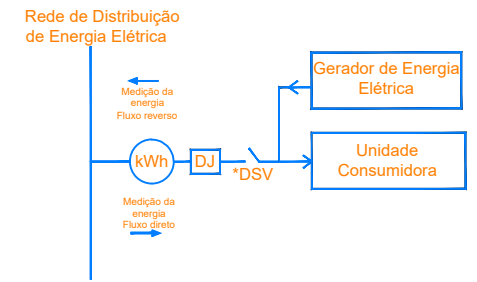 Rede de Distribuição
de Energia Elétrica
Gerador de Energia
Elétrica
Medição da
energia
Fluxo reverso
kWh
DJ
*DSV
Unidade
Consumidora
Medição da
energia
Fluxo direto